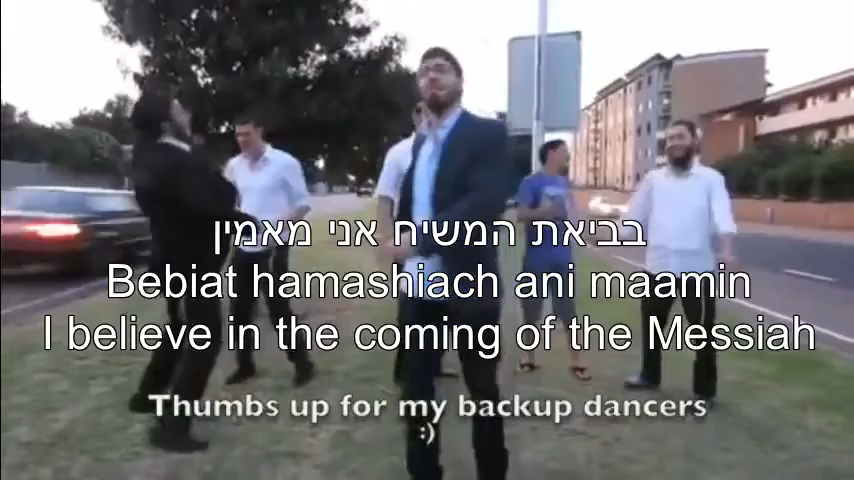 בביאת המשיח אני מאמין
Bebiat hamashiach ani maamin
I believe in the coming of the Messiah
Thumbs up for my backup dancers
:)